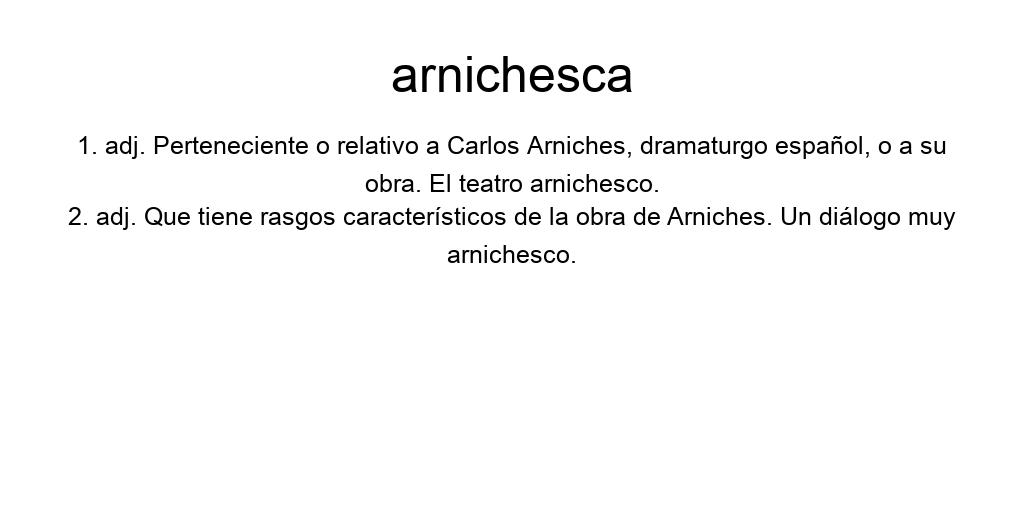 arnichesca
1. adj. Perteneciente o relativo a Carlos Arniches, dramaturgo español, o a su
obra. El teatro arnichesco.
2. adj. Que tiene rasgos característicos de la obra de Arniches. Un diálogo muy
arnichesco.